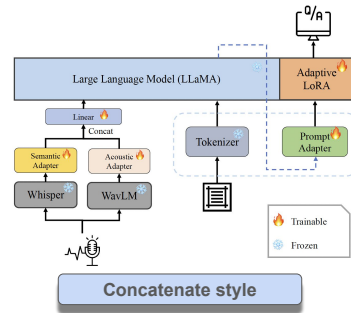 Q/A
Large Language Model (LLaMA)
Adaptive
LoRA
Linear
Concat
Semantic
Adapter
Acoustic
Adapter
Tokenizer
Prompt
Adapter
Whisper
WavLM
Trainable
Frozen
Concatenate style